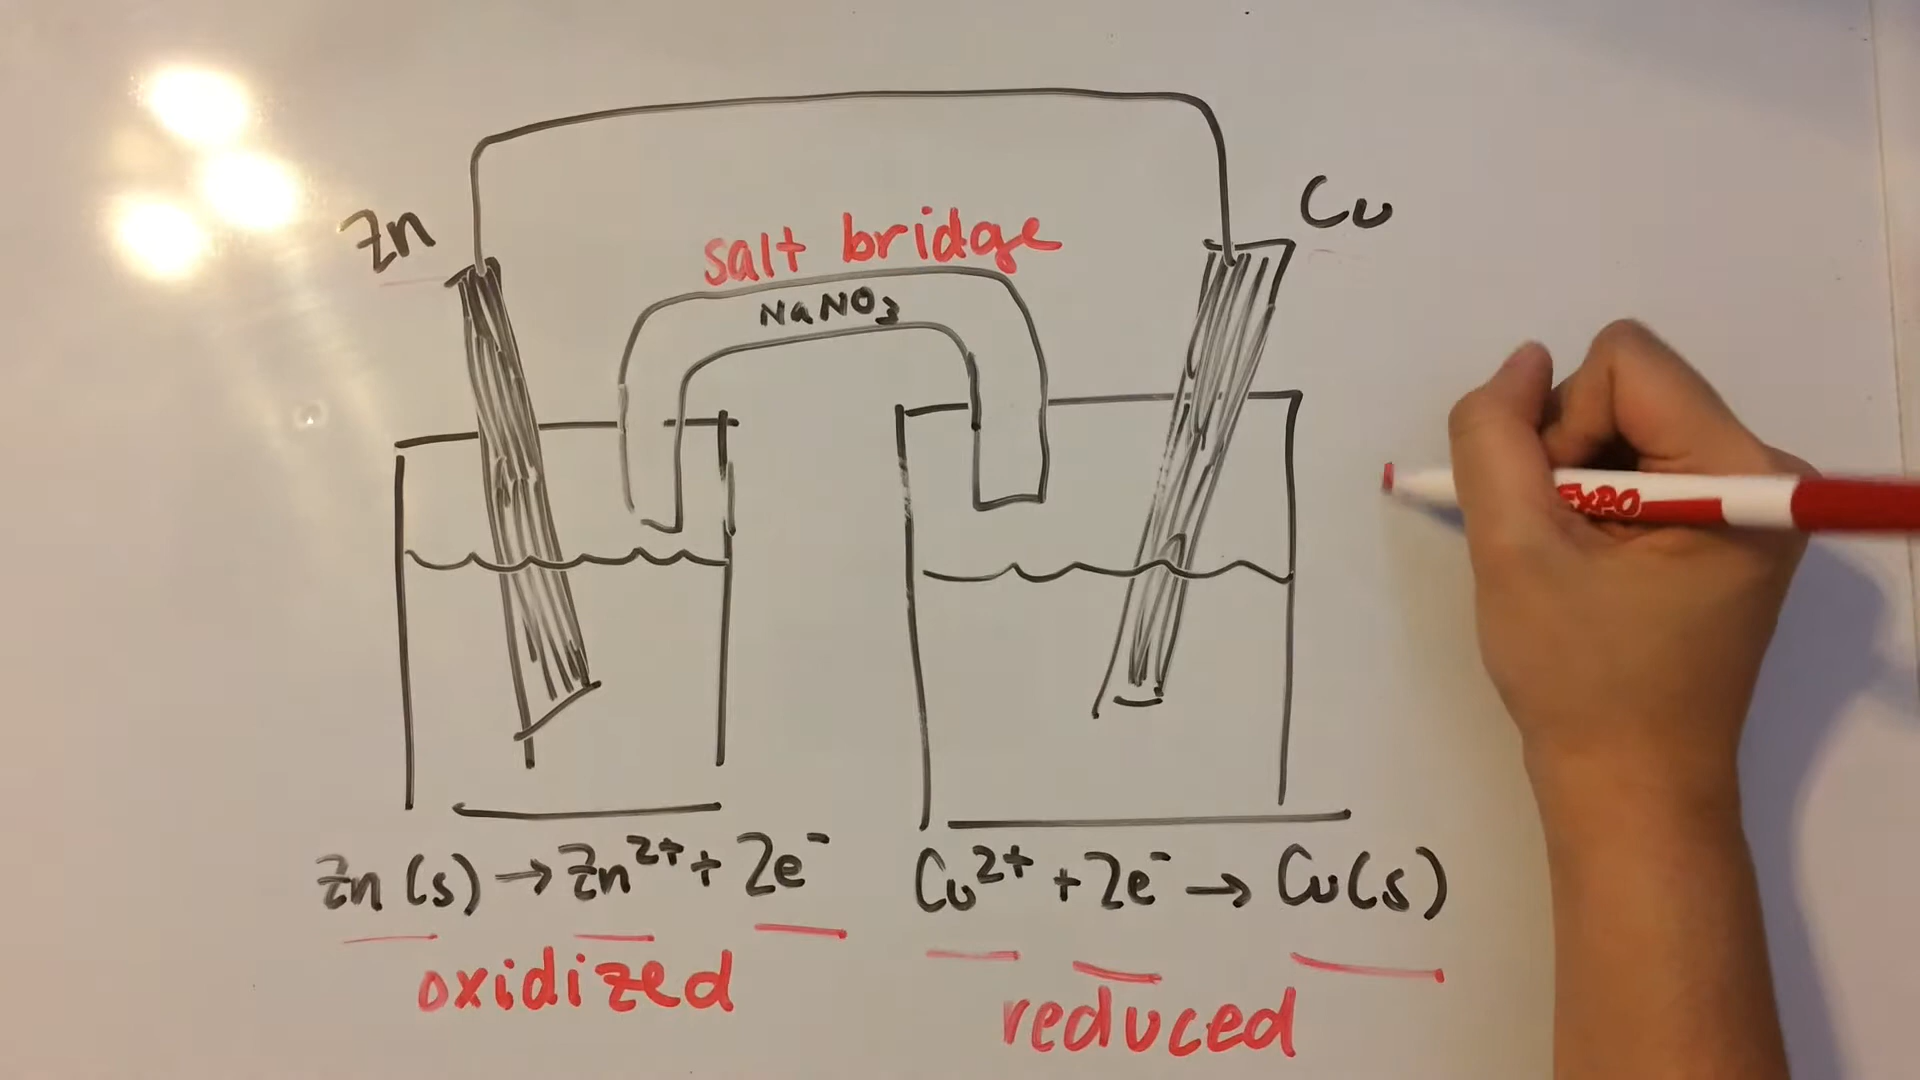 Zn
Cu
salt bridge
NaNO₃
EXPO
Zn (s) → Zn²⁺ + 2e⁻
Cu²⁺ + 2e⁻ → Cu(s)
oxidized
reduced